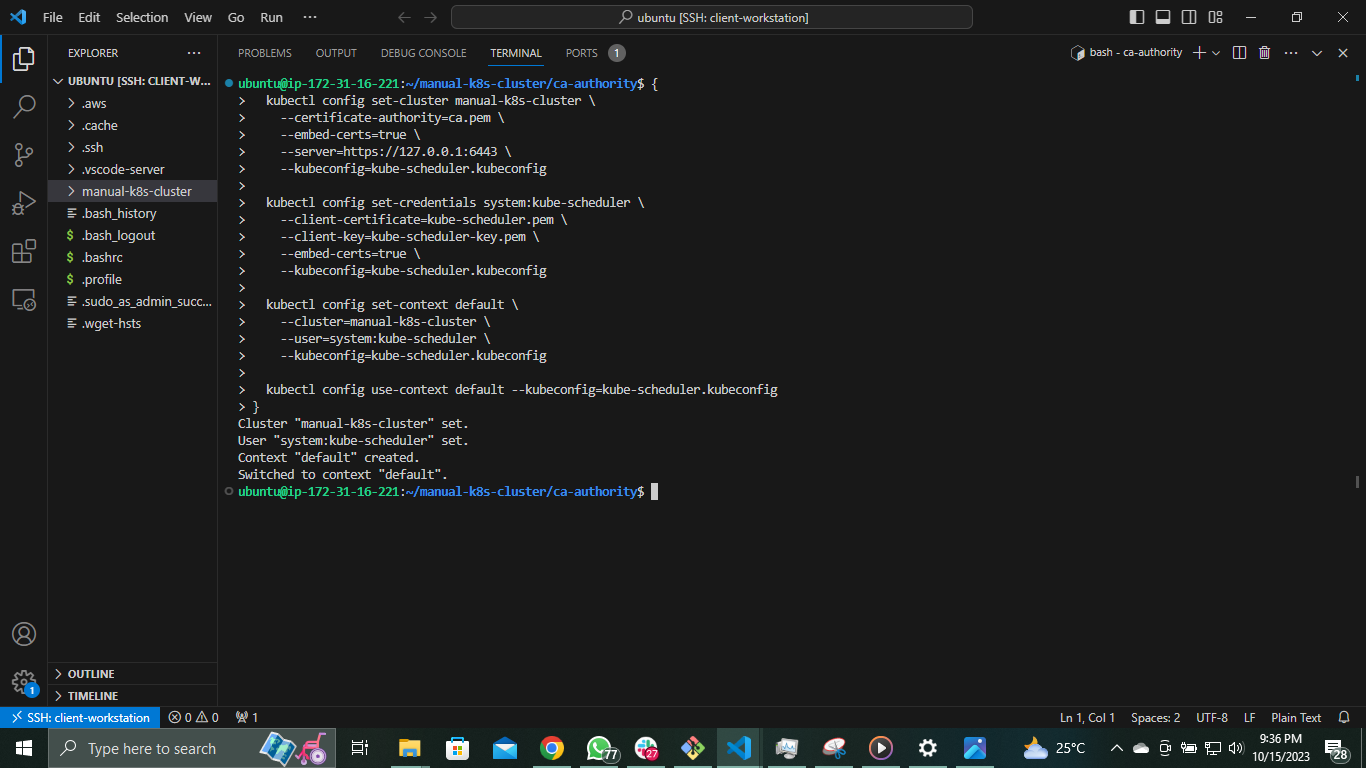 File Edit Selection View Go Run ···
ubuntu [SSH: client-workstation]
EXPLORER ···
UBUNTU [SSH: CLIENT-W...
.aws
.cache
.ssh
.vscode-server
manual-k8s-cluster
.bash_history
$ .bash_logout
$ .bashrc
$ .profile
.sudo_as_admin_succ...
.wget-hsts
OUTLINE
TIMELINE
1
PROBLEMS OUTPUT DEBUG CONSOLE TERMINAL PORTS 1
bash - ca-authority
ubuntu@ip-172-31-16-221:~/manual-k8s-cluster/ca-authority$ {
>   kubectl config set-cluster manual-k8s-cluster \
>     --certificate-authority=ca.pem \
>     --embed-certs=true \
>     --server=https://127.0.0.1:6443 \
>     --kubeconfig=kube-scheduler.kubeconfig
>
>   kubectl config set-credentials system:kube-scheduler \
>     --client-certificate=kube-scheduler.pem \
>     --client-key=kube-scheduler-key.pem \
>     --embed-certs=true \
>     --kubeconfig=kube-scheduler.kubeconfig
>
>   kubectl config set-context default \
>     --cluster=manual-k8s-cluster \
>     --user=system:kube-scheduler \
>     --kubeconfig=kube-scheduler.kubeconfig
>
>   kubectl config use-context default --kubeconfig=kube-scheduler.kubeconfig
> }
Cluster "manual-k8s-cluster" set.
User "system:kube-scheduler" set.
Context "default" created.
Switched to context "default".
ubuntu@ip-172-31-16-221:~/manual-k8s-cluster/ca-authority$
SSH: client-workstation 0 0 1
Ln 1, Col 1 Spaces: 2 UTF-8 LF Plain Text
Type here to search
77
27
25°C
9:36 PM
10/15/2023
28